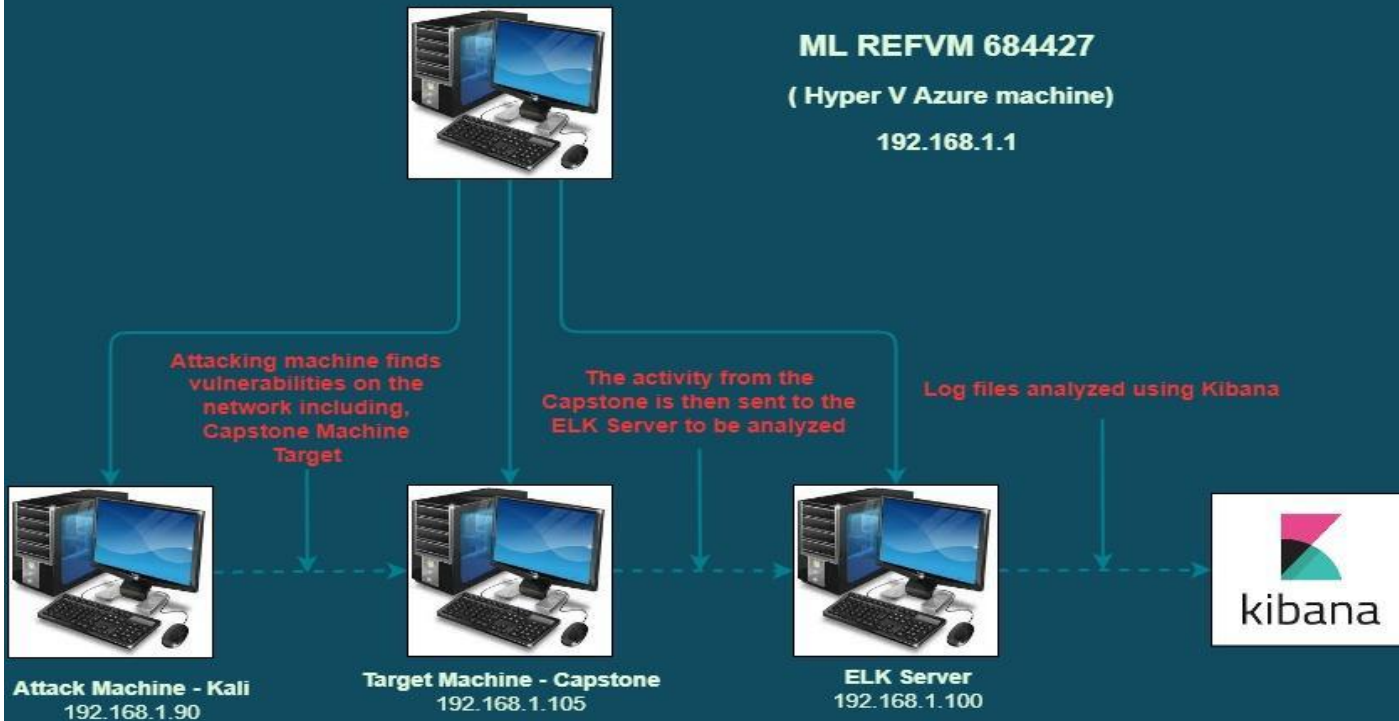 ML REFVM 684427
( Hyper V Azure machine)
192.168.1.1
Attacking machine finds
vulnerabilities on the
network including,
Capstone Machine
Target
The activity from the
Capstone is then sent to the
ELK Server to be analyzed
Log files analyzed using Kibana
kibana
Attack Machine - Kali
192.168.1.90
Target Machine - Capstone
192.168.1.105
ELK Server
192.168.1.100